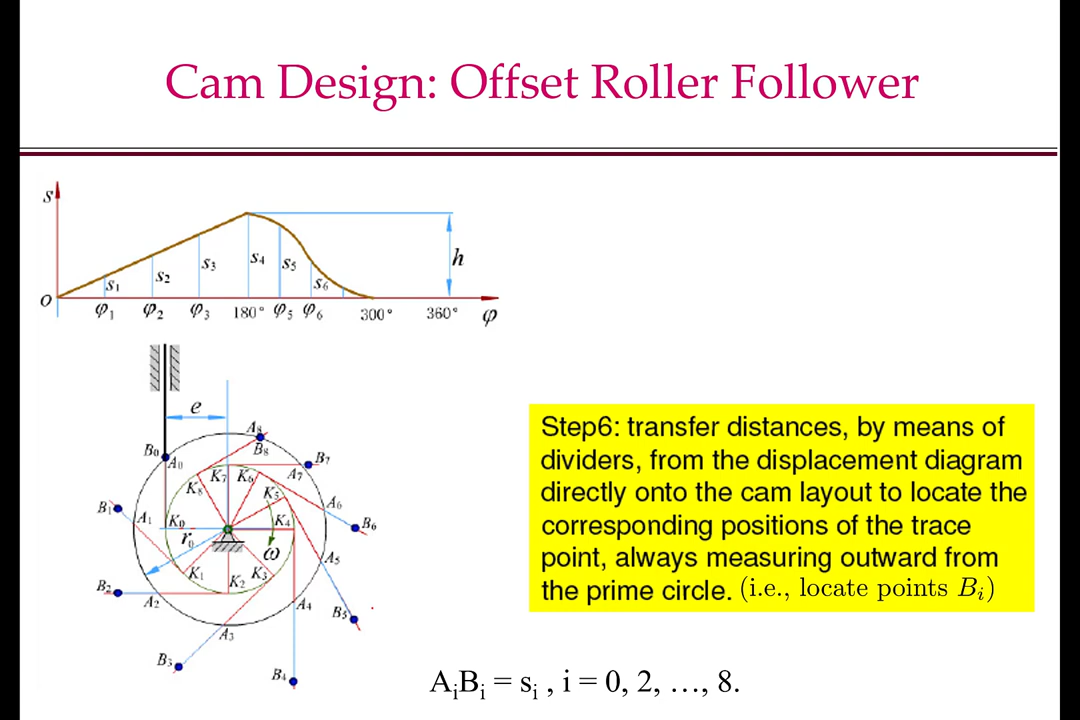 Cam Design: Offset Roller Follower
S
s₁ s₂ s₃ s₄ s₅ s₆
h
O φ₁ φ₂ φ₃ 180° φ₅ φ₆ 300° 360° φ
e
A₈
B₀ A₀ B₈ B₇
K₇ K₆ A₇
K₈ K₅
B₁ A₁ K₀ K₄ A₆ B₆
r₀ ω
K₁ K₂ K₃ A₅
B₂ A₂ A₄ B₅
A₃
B₃ B₄
Step6: transfer distances, by means of
dividers, from the displacement diagram
directly onto the cam layout to locate the
corresponding positions of the trace
point, always measuring outward from
the prime circle. (i.e., locate points Bᵢ)
AᵢBᵢ = sᵢ , i = 0, 2, …, 8.